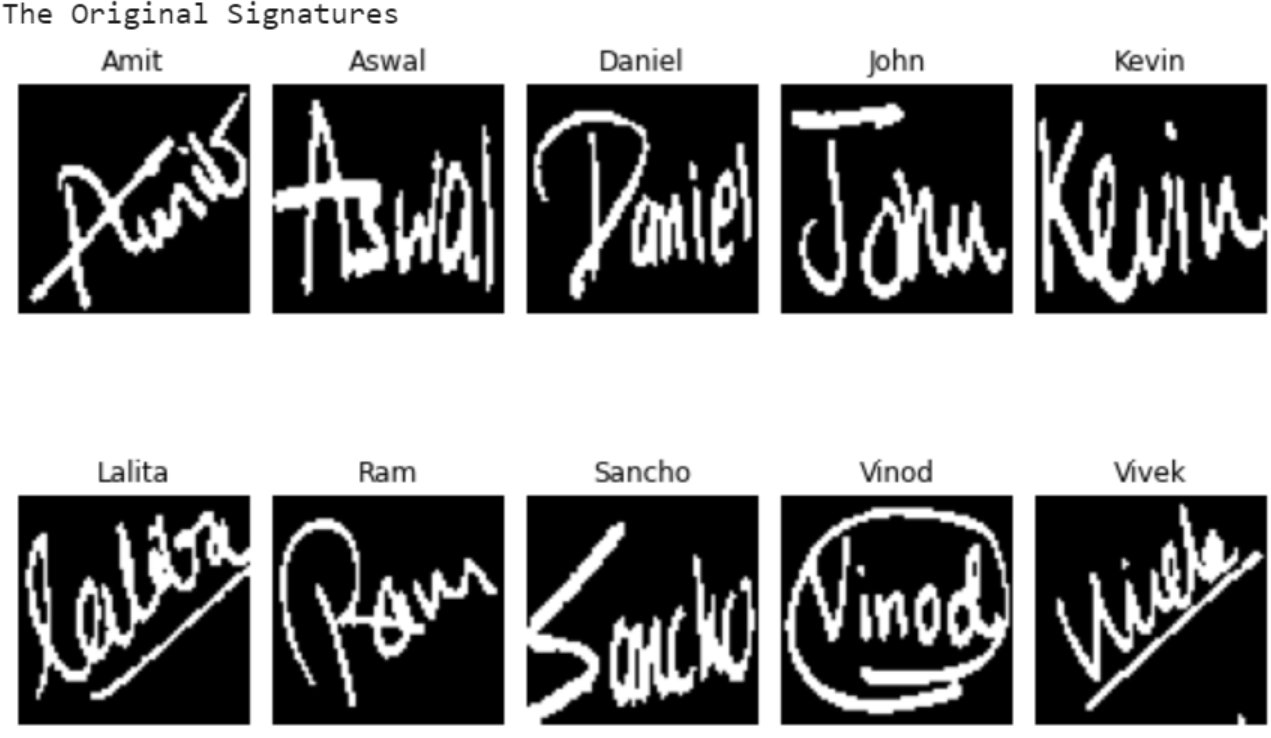 The Original Signatures
Amit Aswal Daniel John Kevin
Amit Aswal Daniel John Kevin
Lalita Ram Sancho Vinod Vivek
Lalita Ram Sancho Vinod Vivek